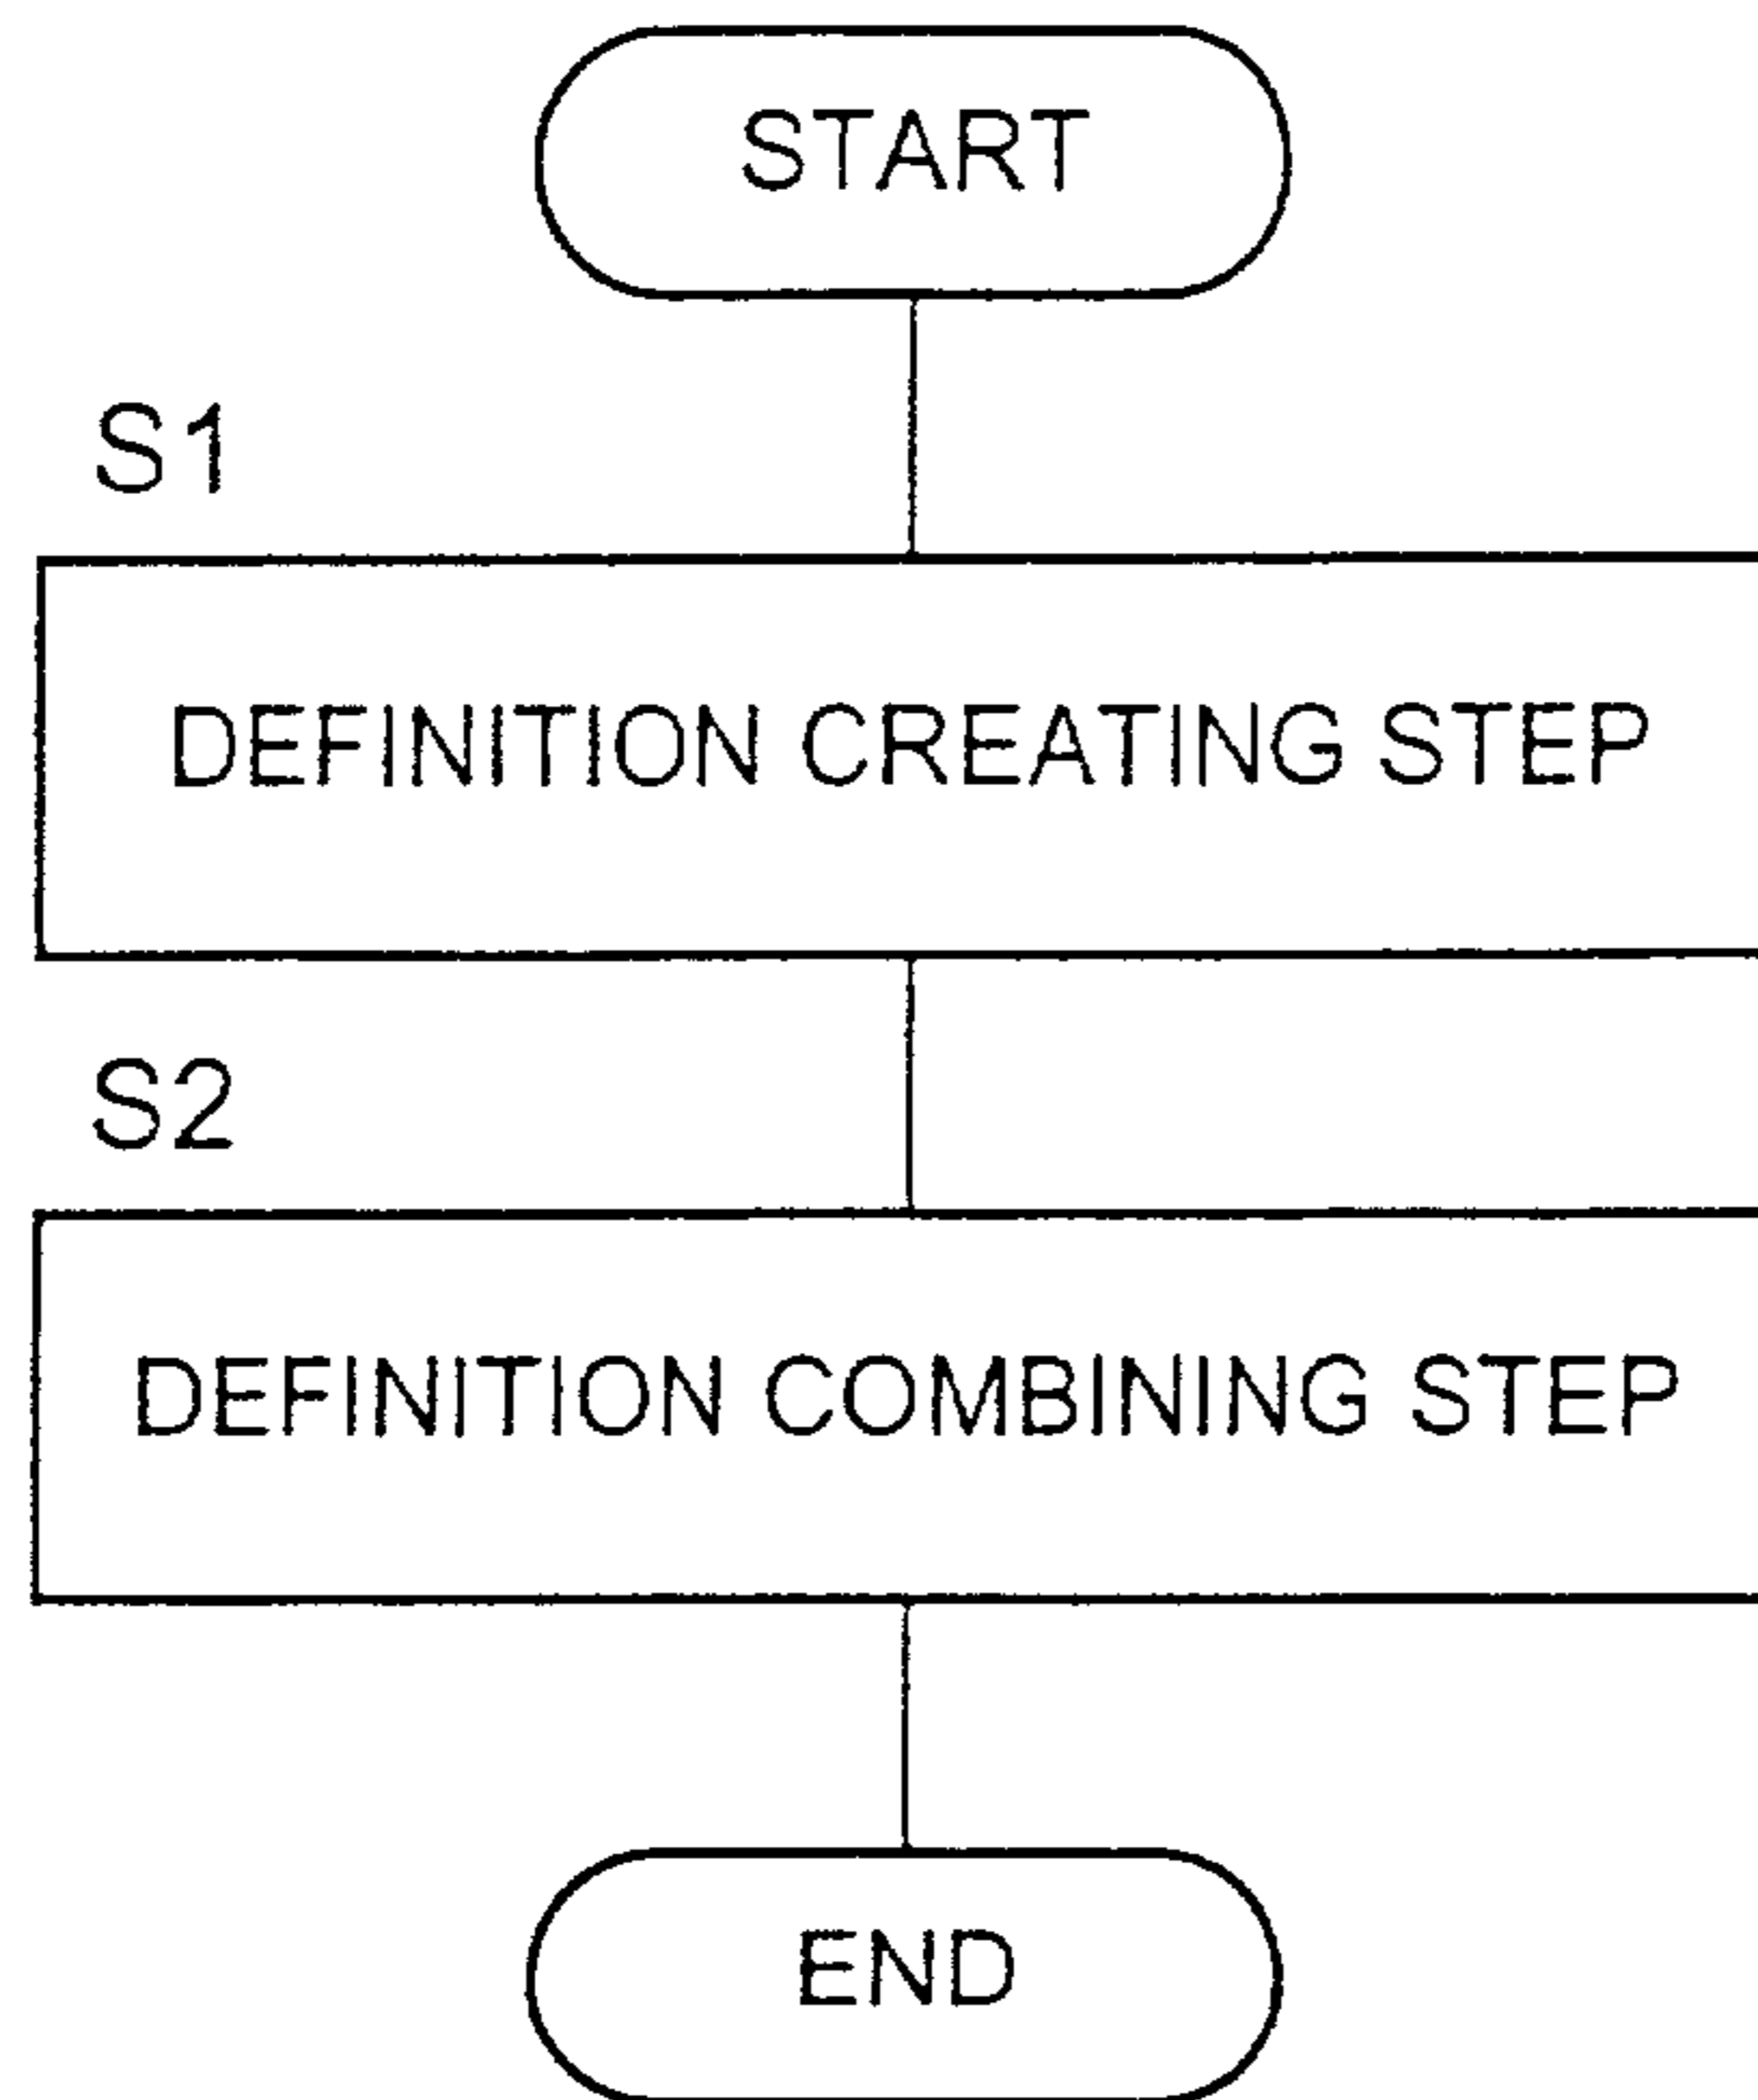 START
S1
DEFINITION CREATING STEP
S2
DEFINITION COMBINING STEP
END